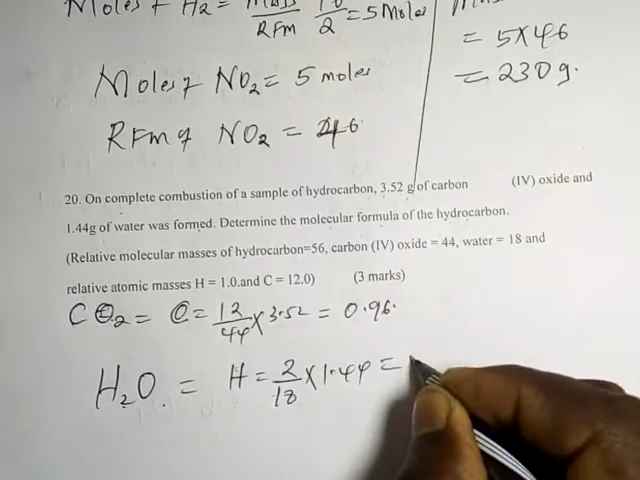 Moles of H2 = Mass/RFM 10/2 = 5 Moles
= 5 x 46
Moles of NO2 = 5 moles
= 230 g.
RFM of NO2 = 46
20. On complete combustion of a sample of hydrocarbon, 3.52 g of carbon (IV) oxide and
1.44g of water was formed. Determine the molecular formula of the hydrocarbon.
(Relative molecular masses of hydrocarbon=56, carbon (IV) oxide = 44, water = 18 and
relative atomic masses H = 1.0.and C = 12.0) (3 marks)
CO2 = C = 12/44 x 3.52 = 0.96.
H2O. = H = 2/18 x 1.44 =